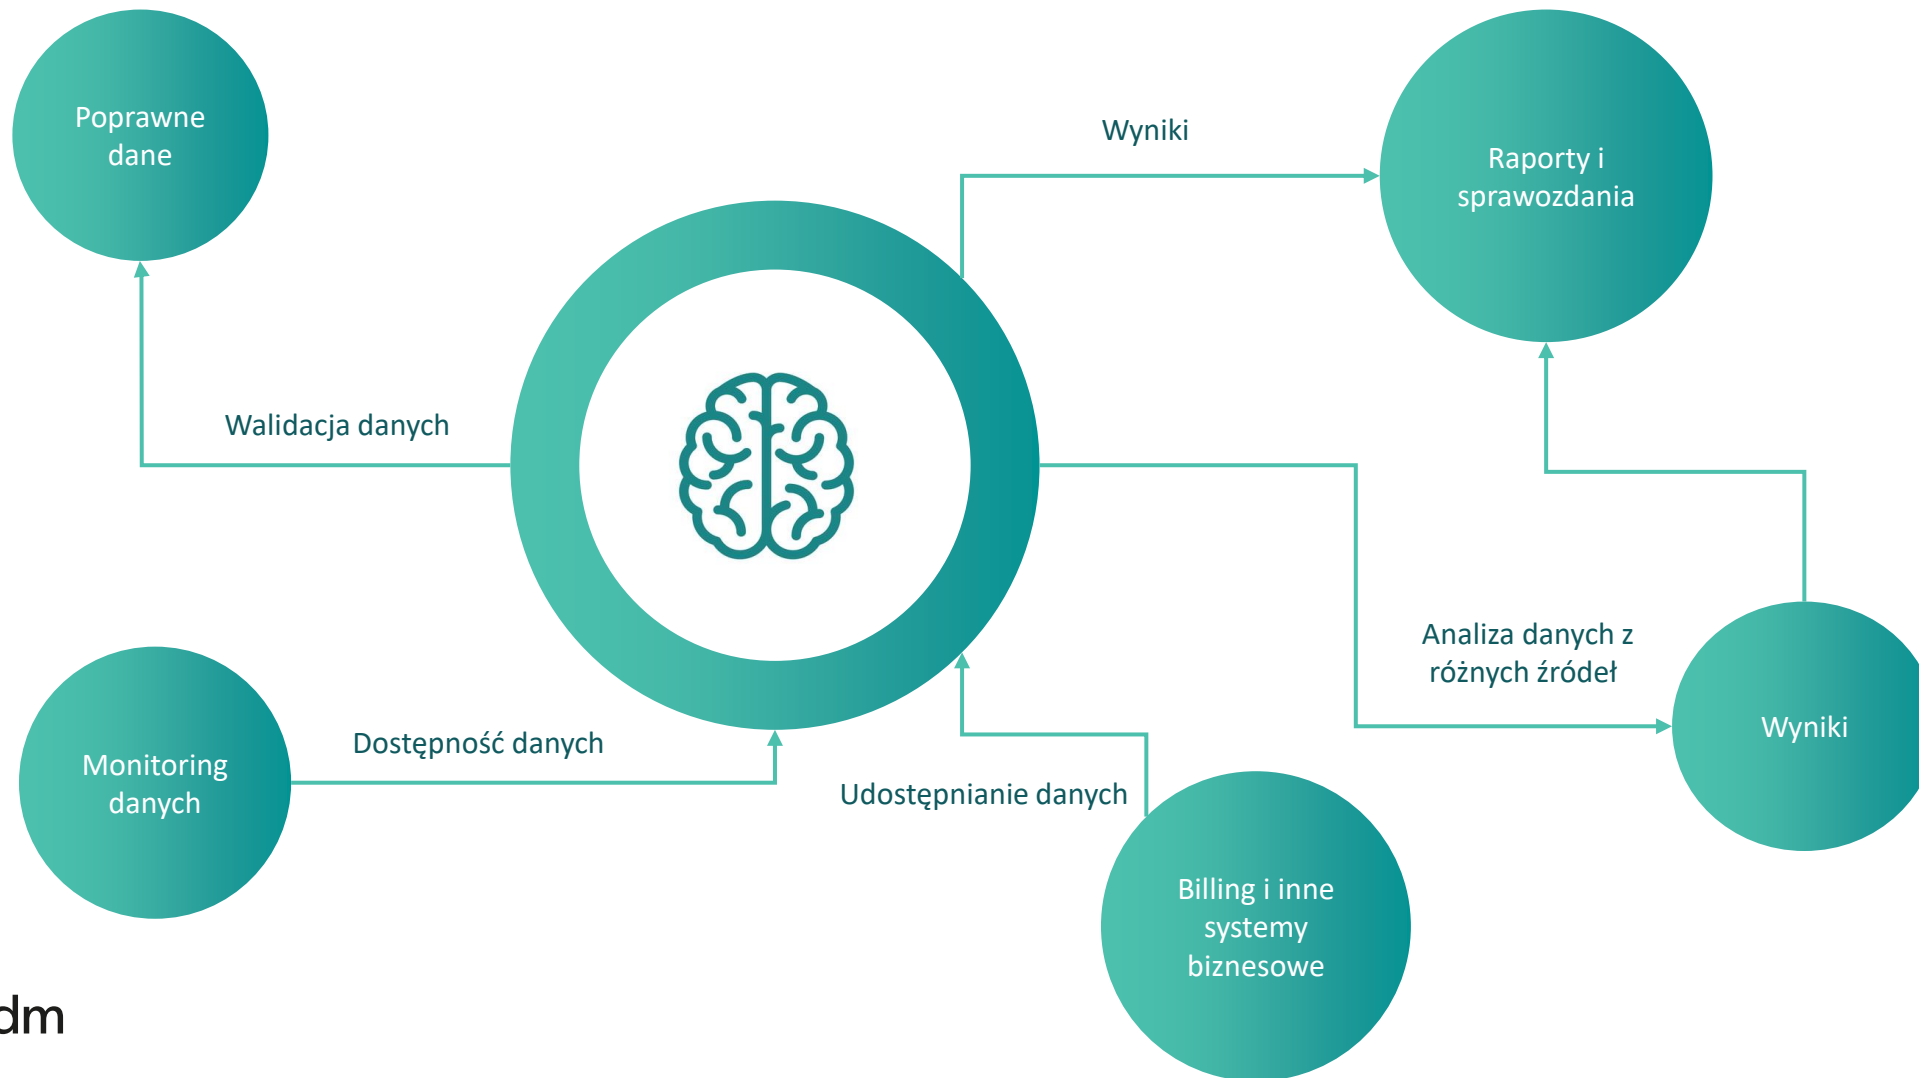 Poprawne
dane
Wyniki
Raporty i
sprawozdania
Walidacja danych
Analiza danych z
różnych źródeł
Wyniki
Monitoring
danych
Dostępność danych
Udostępnianie danych
Billing i inne
systemy
biznesowe
dm